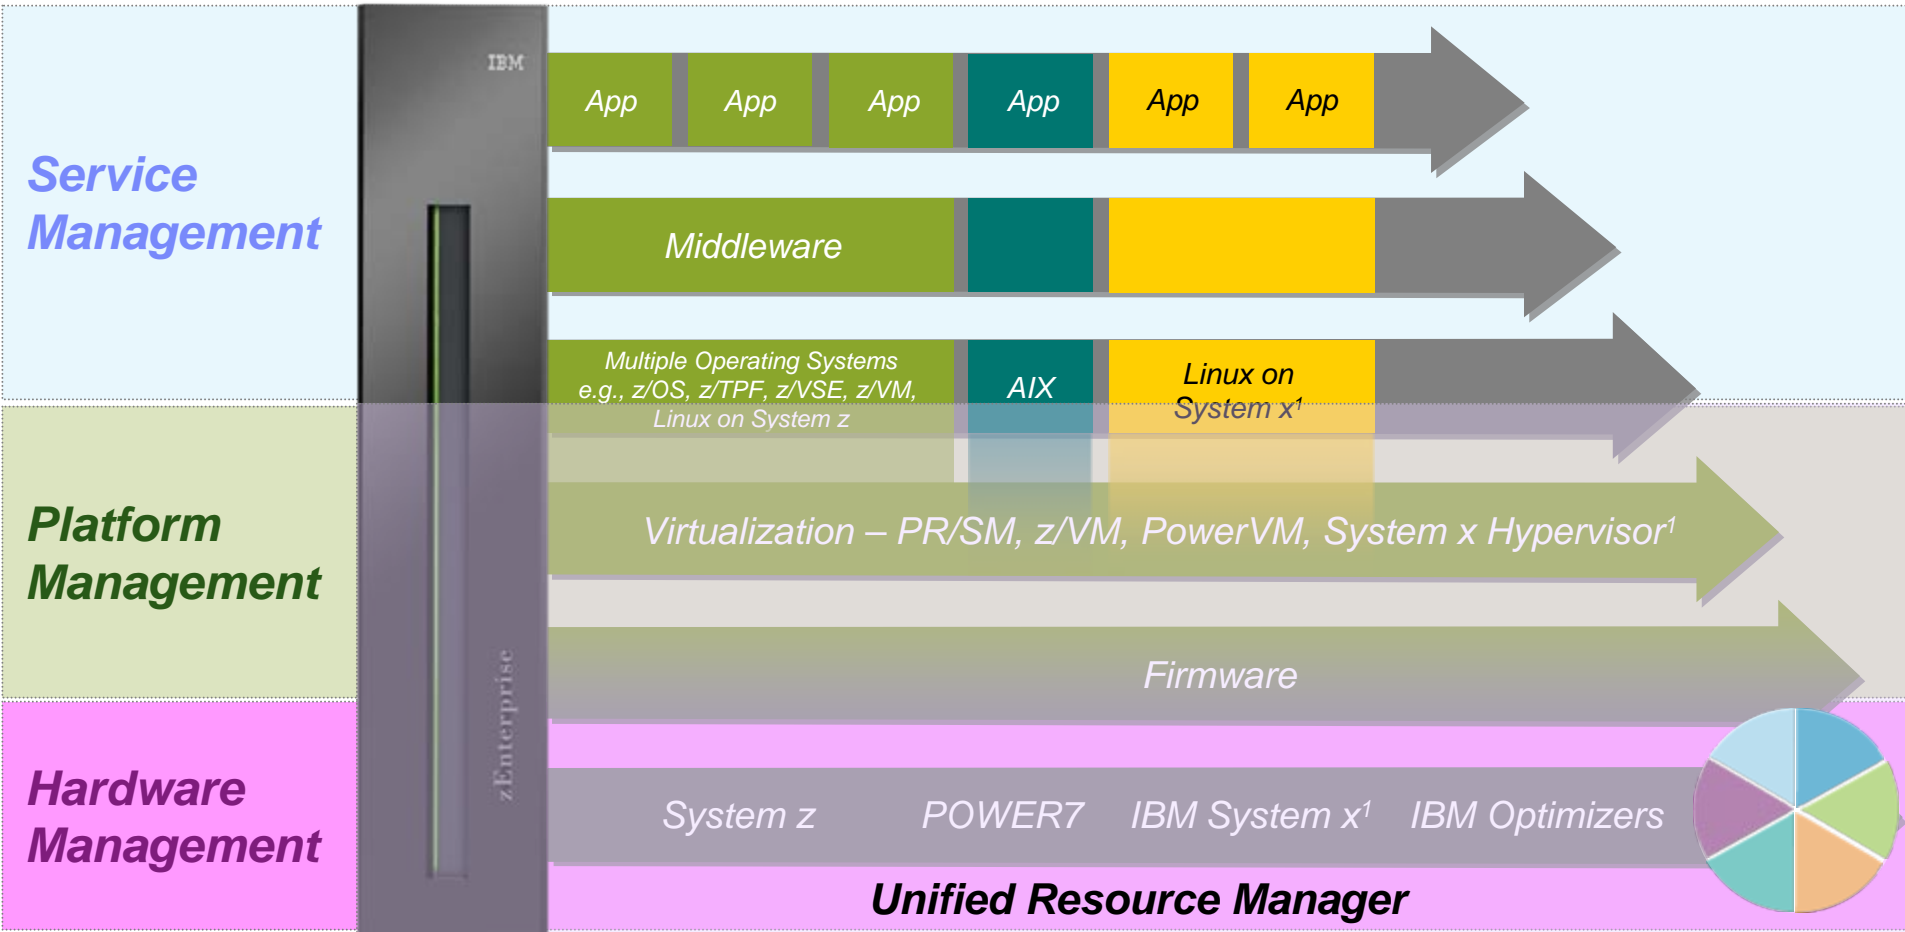 IBM
App App App App App App
Service
Management
Middleware
Multiple Operating Systems
e.g., z/OS, z/TPF, z/VSE, z/VM,
Linux on System z
AIX
Linux on
System x¹
Platform
Management
Virtualization – PR/SM, z/VM, PowerVM, System x Hypervisor¹
Firmware
zEnterprise
Hardware
Management
System z POWER7 IBM System x¹ IBM Optimizers
Unified Resource Manager